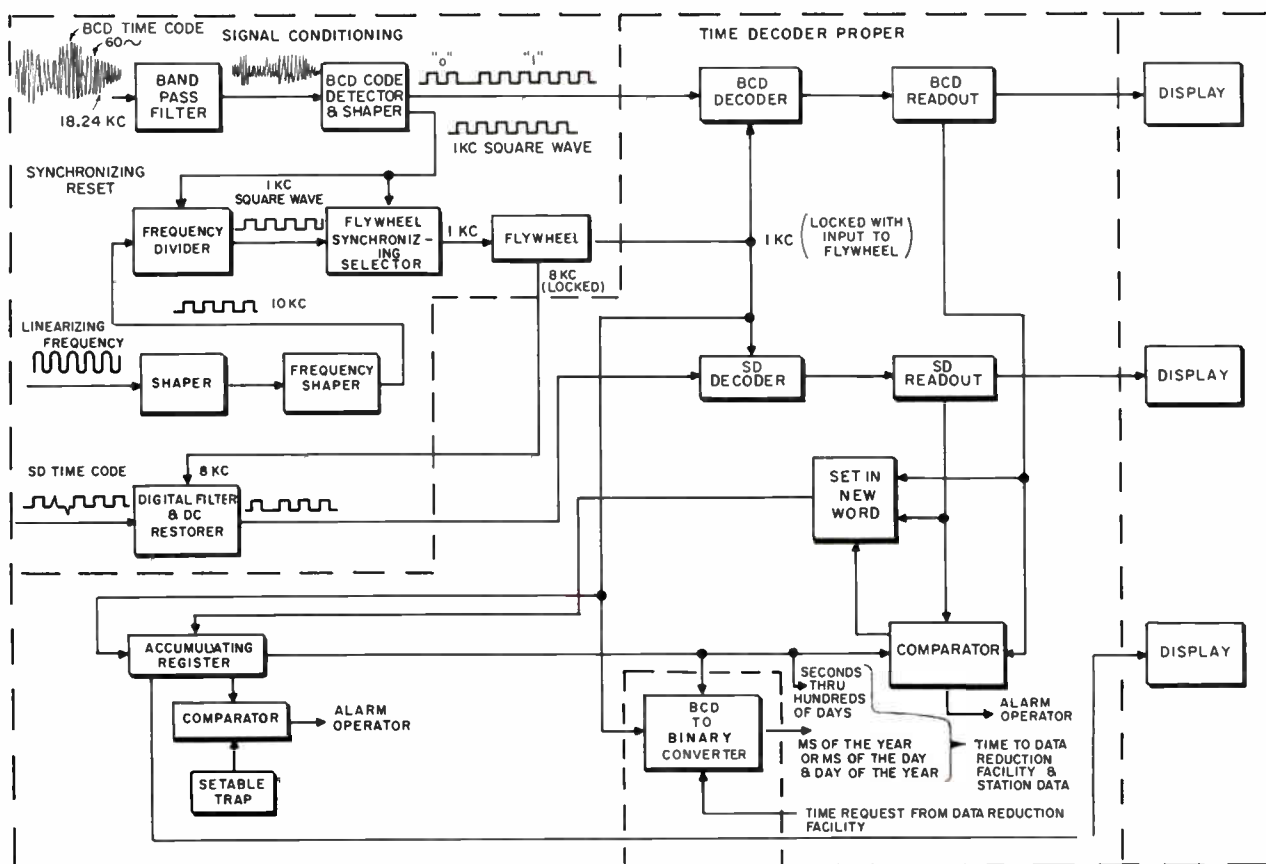 BCD TIME CODE
60~
18.24 KC
SIGNAL CONDITIONING
BAND
PASS
FILTER
BCD CODE
DETECTOR
& SHAPER
"0"
"1"
1KC SQUARE WAVE
TIME DECODER PROPER
BCD
DECODER
BCD
READOUT
DISPLAY
SYNCHRONIZING
RESET
FREQUENCY
DIVIDER
1 KC
SQUARE WAVE
FLYWHEEL
SYNCHRONIZ-
ING
SELECTOR
1 KC
FLYWHEEL
8 KC
(LOCKED)
1 KC
(LOCKED WITH
INPUT TO
FLYWHEEL)
10 KC
LINEARIZING
FREQUENCY
SHAPER
FREQUENCY
SHAPER
SD
DECODER
SD
READOUT
DISPLAY
SD TIME CODE
8 KC
DIGITAL FILTER
& DC
RESTORER
SET IN
NEW
WORD
ACCUMULATING
REGISTER
COMPARATOR
DISPLAY
COMPARATOR
ALARM
OPERATOR
SETABLE
TRAP
BCD
TO
BINARY
CONVERTER
SECONDS
THRU
HUNDREDS
OF DAYS
ALARM
OPERATOR
MS OF THE YEAR
OR MS OF THE DAY
& DAY OF THE YEAR
TIME TO DATA
REDUCTION
FACILITY &
STATION DATA
TIME REQUEST FROM DATA REDUCTION
FACILITY